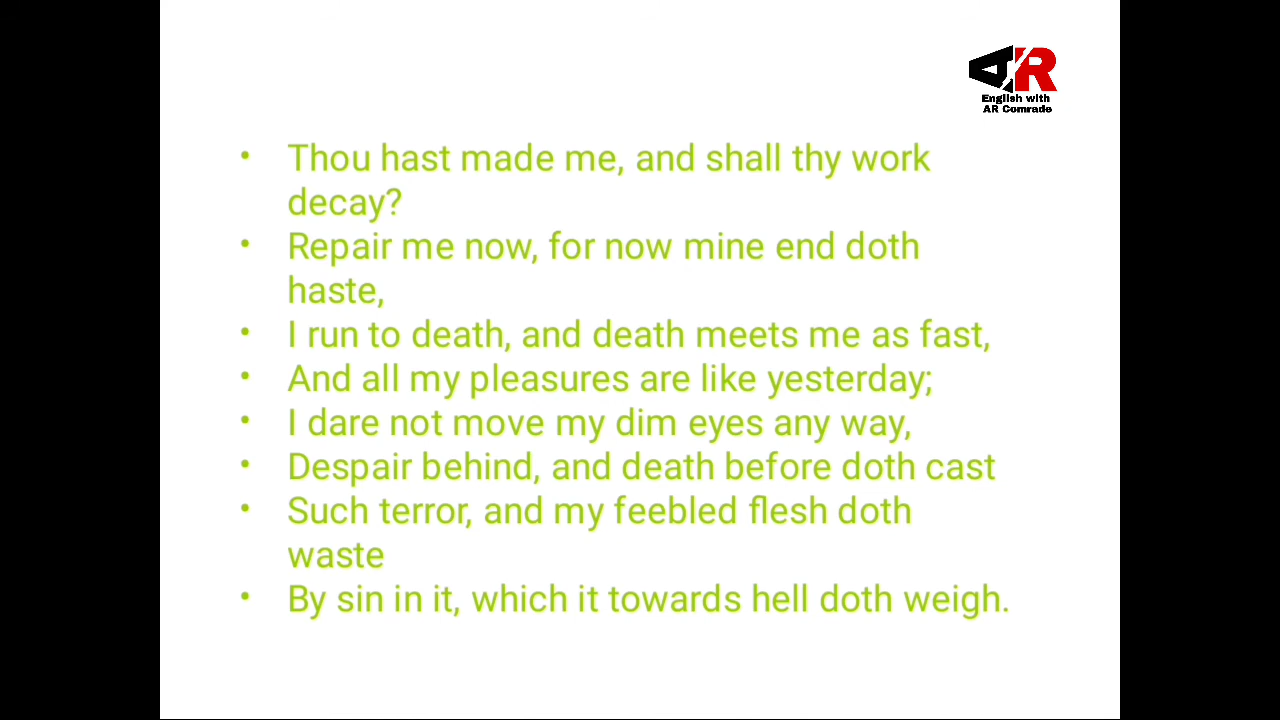 AR
English with
AR Comrade
• Thou hast made me, and shall thy work
decay?
• Repair me now, for now mine end doth
haste,
• I run to death, and death meets me as fast,
• And all my pleasures are like yesterday;
• I dare not move my dim eyes any way,
• Despair behind, and death before doth cast
• Such terror, and my feebled flesh doth
waste
• By sin in it, which it towards hell doth weigh.